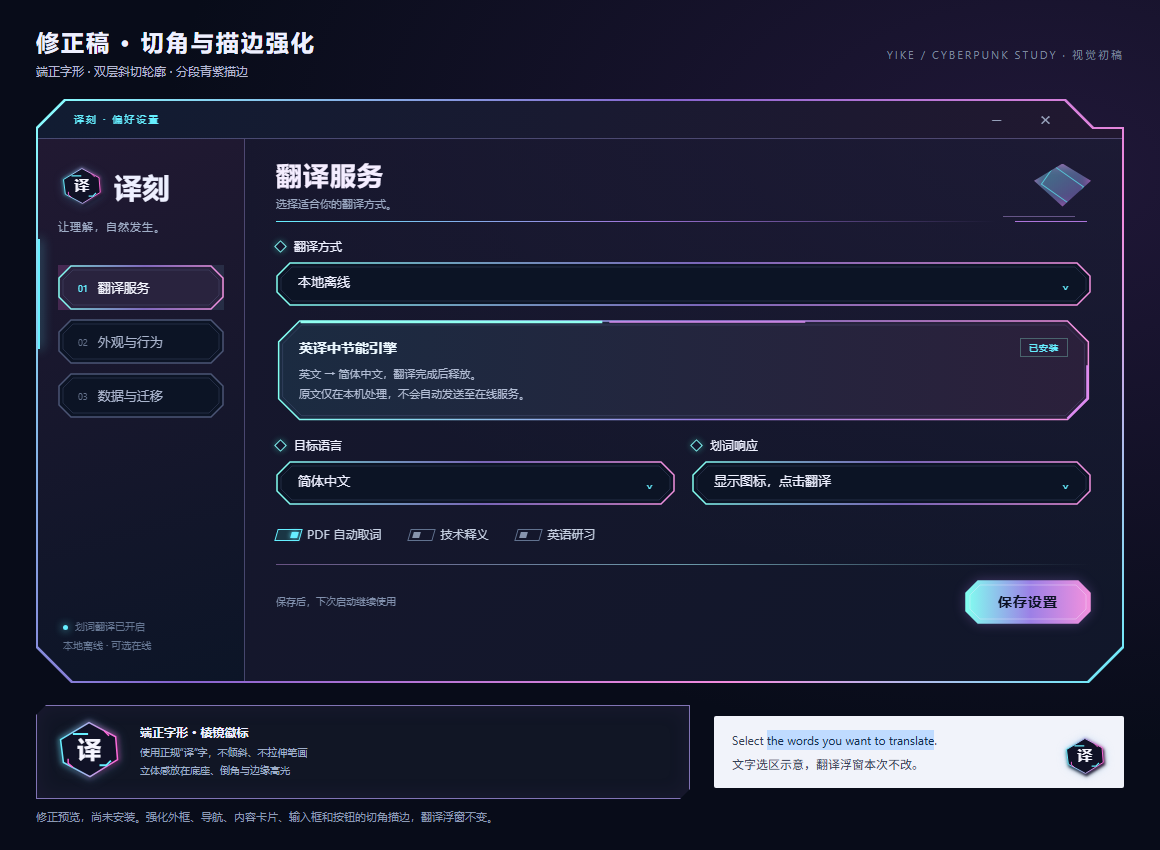 修正稿 · 切角与描边强化
端正字形 · 双层斜切轮廓 · 分段青紫描边
YIKE / CYBERPUNK STUDY · 视觉初稿
译刻 · 偏好设置
译 译刻
让理解，自然发生。
01 翻译服务
02 外观与行为
03 数据与迁移
划词翻译已开启
本地离线 · 可选在线
翻译服务
选择适合你的翻译方式。
翻译方式
本地离线
英译中节能引擎
已安装
英文 → 简体中文，翻译完成后释放。
原文仅在本机处理，不会自动发送至在线服务。
目标语言
划词响应
简体中文
显示图标，点击翻译
PDF 自动取词
技术释义
英语研习
保存后，下次启动继续使用
保存设置
译
端正字形 · 棱镜徽标
使用正规“译”字，不倾斜、不拉伸笔画
立体感放在底座、倒角与边缘高光
Select the words you want to translate.
文字选区示意，翻译浮窗本次不改。
译
修正预览，尚未安装。强化外框、导航、内容卡片、输入框和按钮的切角描边，翻译浮窗不变。